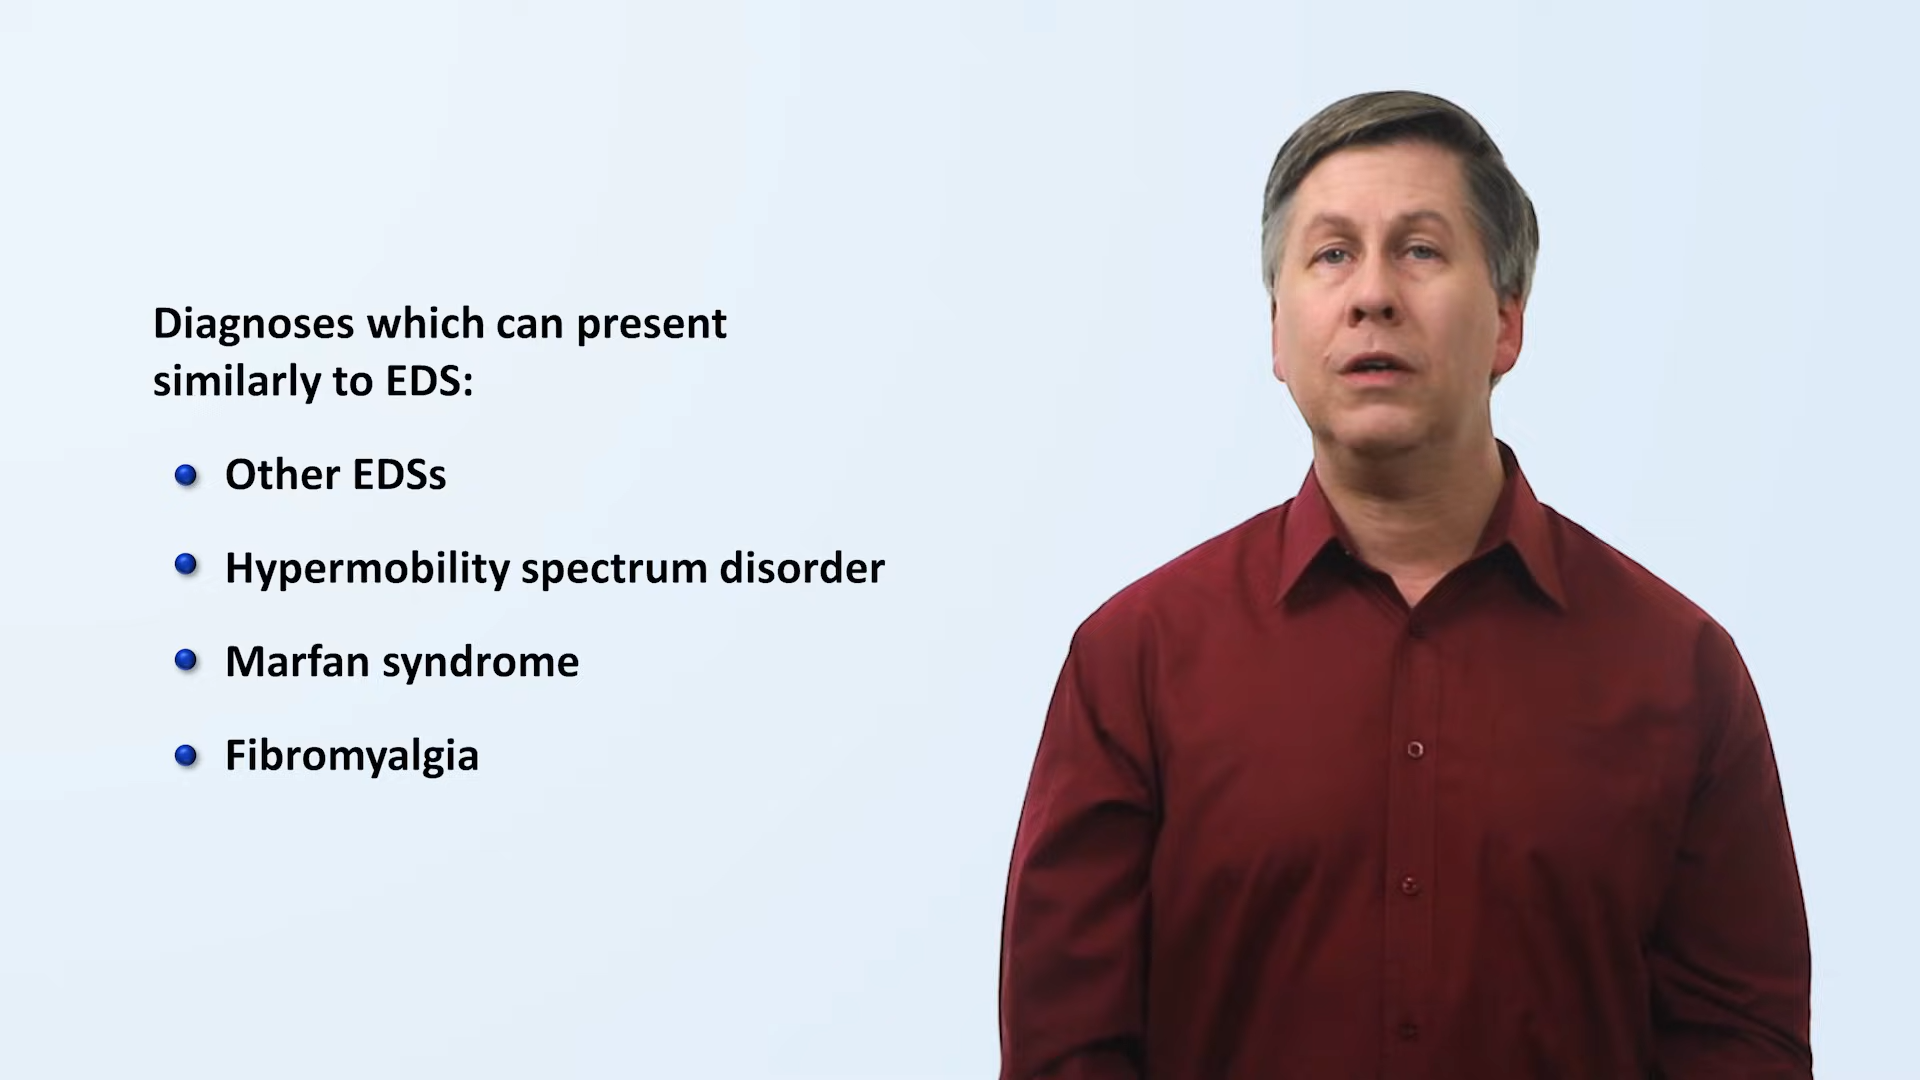 Diagnoses which can present
similarly to EDS:
Other EDSs
Hypermobility spectrum disorder
Marfan syndrome
Fibromyalgia